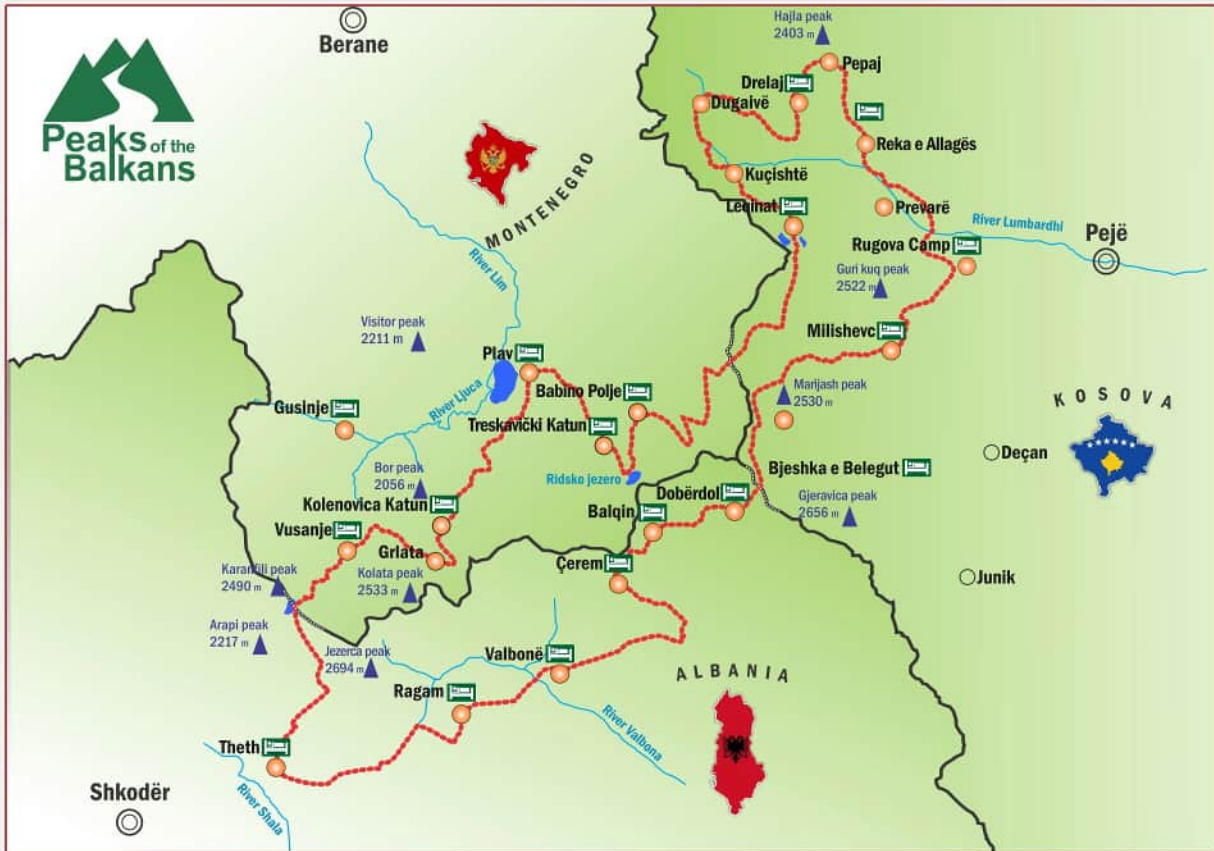 Peaks of the
Balkans
Berane
Hajla peak
2403 m
Pepaj
Drelaj
Dugaivë
Reka e Allagës
Kuçishtë
Leqinat
Prevarë
River Lumbardhi
Pejë
Rugova Camp
Guri kuq peak
2522 m
MONTENEGRO
River Lim
Visitor peak
2211 m
Milishevc
Plav
Marijash peak
2530 m
KOSOVA
Babino Polje
River Ljuca
Gusinje
Treskavički Katun
Deçan
Bor peak
2056 m
Ridsko jezero
Bjeshka e Belegut
Dobërdol
Gjeravica peak
2656 m
Kolenovica Katun
Balqin
Vusanje
Grlata
Çerem
Karanfili peak
2490 m
Kolata peak
2533 m
Junik
Arapi peak
2217 m
Jezerca peak
2694 m
Valbonë
ALBANIA
Ragam
River Valbona
Theth
River Shala
Shkodër